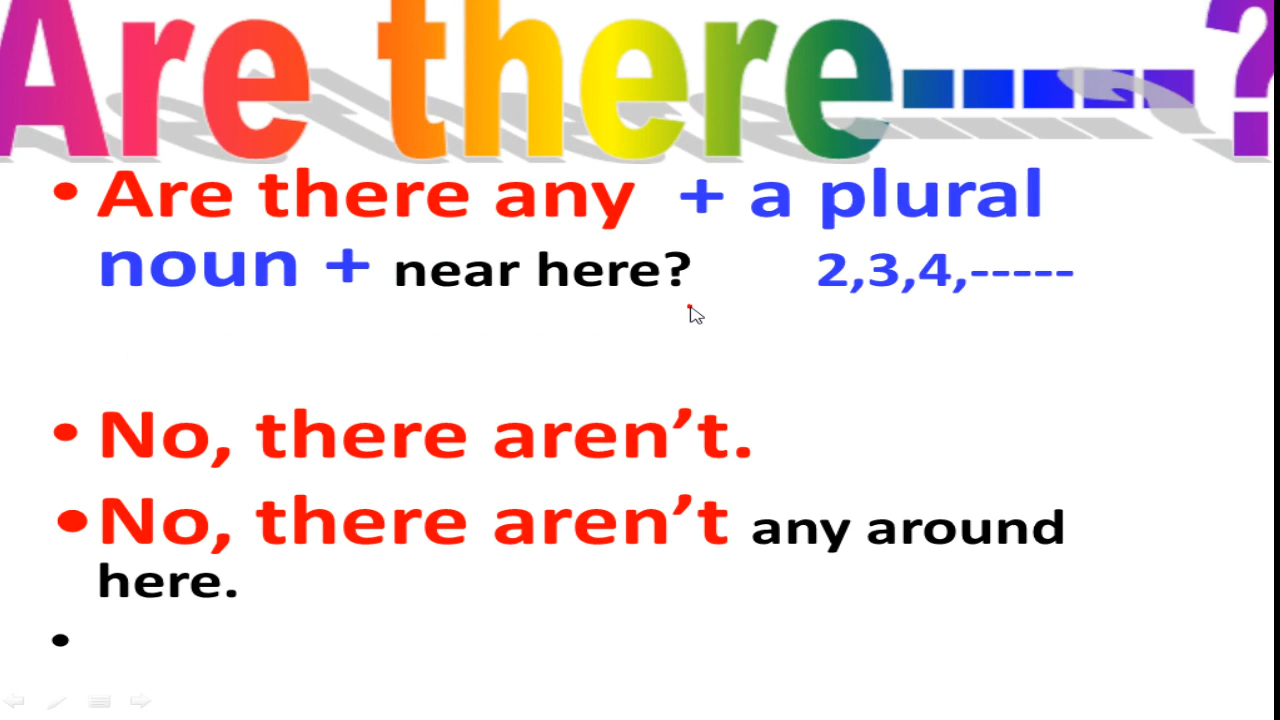 Are there-----?
• Are there any + a plural
noun + near here? 2,3,4,-----
• No, there aren’t.
• No, there aren’t any around
here.
•